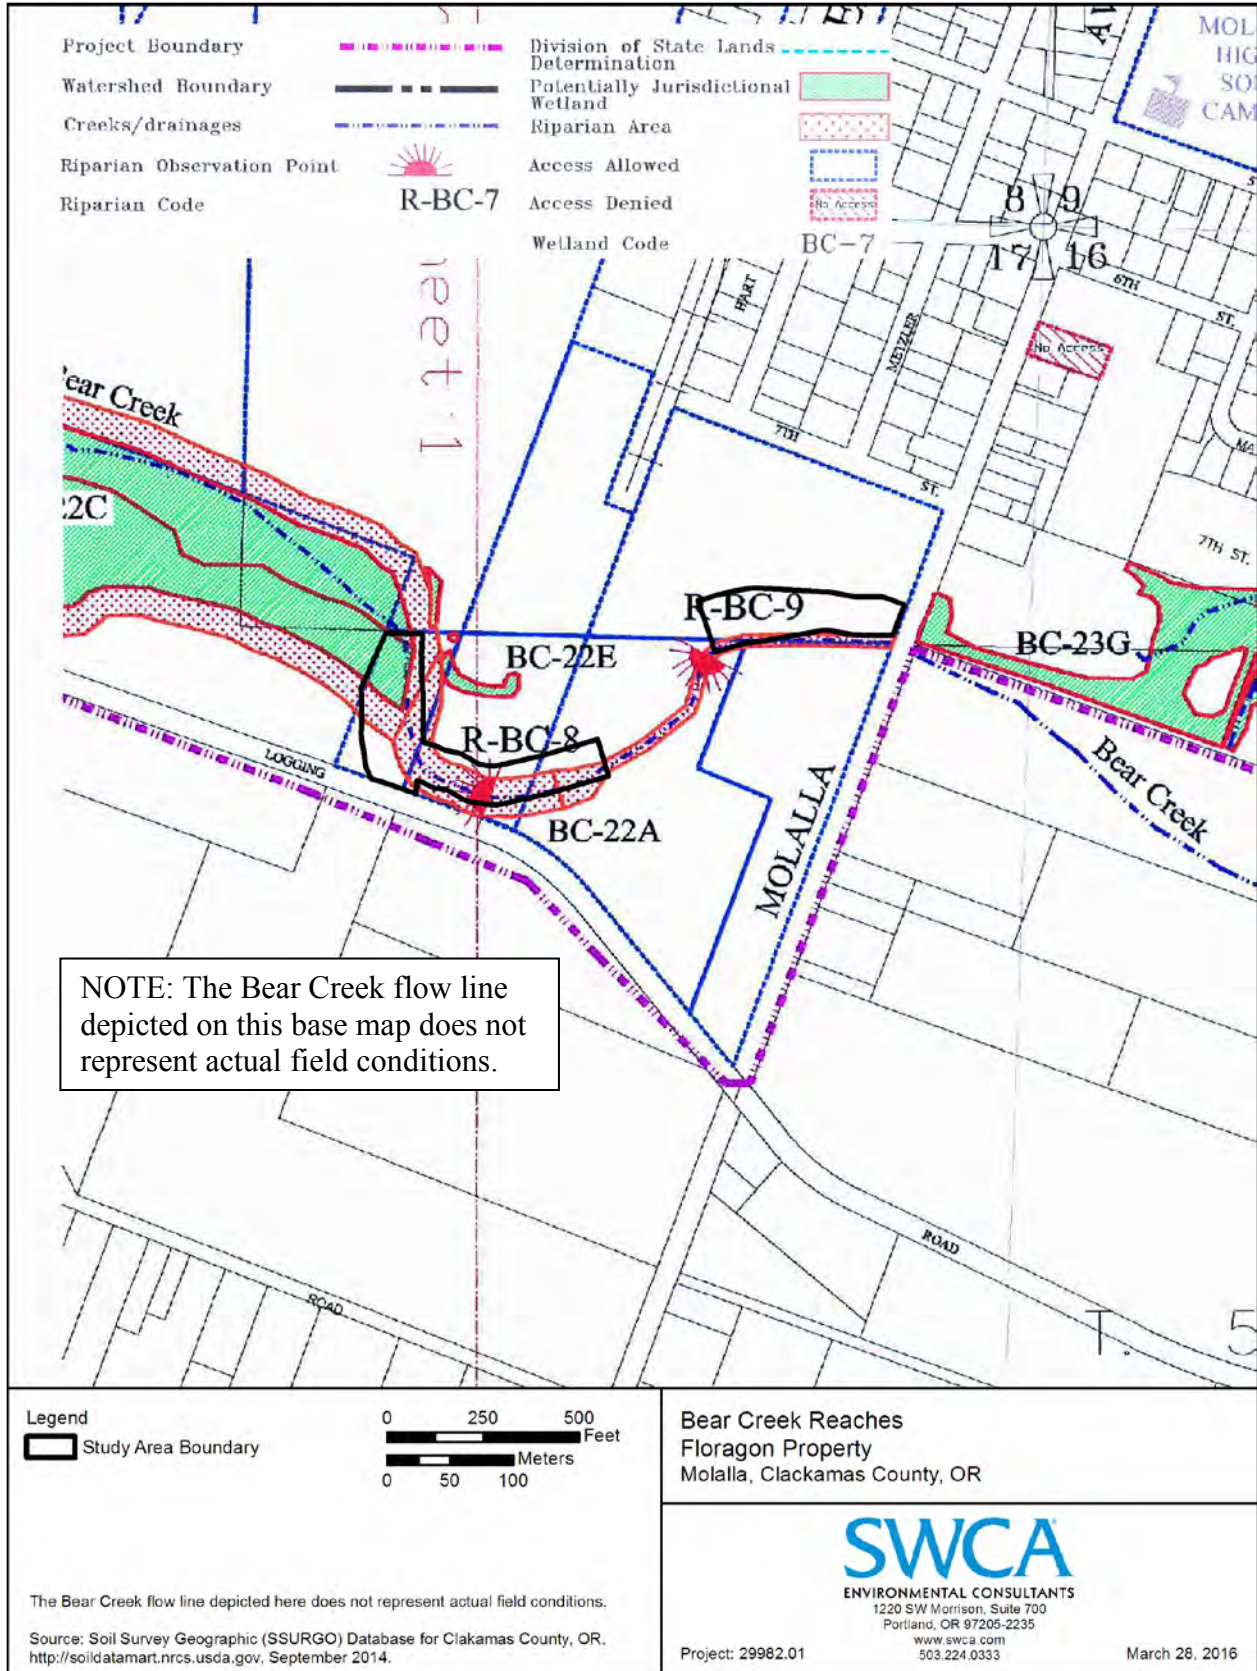 Project Boundary
Watershed Boundary
Creeks/drainages
Riparian Observation Point
Riparian Code
R-BC-7
Division of State Lands
Determination
Potentially Jurisdictional
Wetland
Riparian Area
Access Allowed
Access Denied
No Access
Wetland Code
BC-7
8 9
17 16
6TH
ST.
HART
METZLER
No Access
7TH
ST.
7TH ST.
Bear Creek
22C
R-BC-9
BC-22E
BC-23G
R-BC-8
LOGGING
BC-22A
MOLALLA
Bear Creek
NOTE: The Bear Creek flow line
depicted on this base map does not
represent actual field conditions.
ROAD
ROAD
T. 5
Legend
Study Area Boundary
0 250 500
Feet
Meters
0 50 100
Bear Creek Reaches
Floragon Property
Molalla, Clackamas County, OR
SWCA
ENVIRONMENTAL CONSULTANTS
1220 SW Morrison, Suite 700
Portland, OR 97205-2235
www.swca.com
503.224.0333
The Bear Creek flow line depicted here does not represent actual field conditions.
Source: Soil Survey Geographic (SSURGO) Database for Clakamas County, OR.
http://soildatamart.nrcs.usda.gov, September 2014.
Project: 29982.01
March 28, 2016